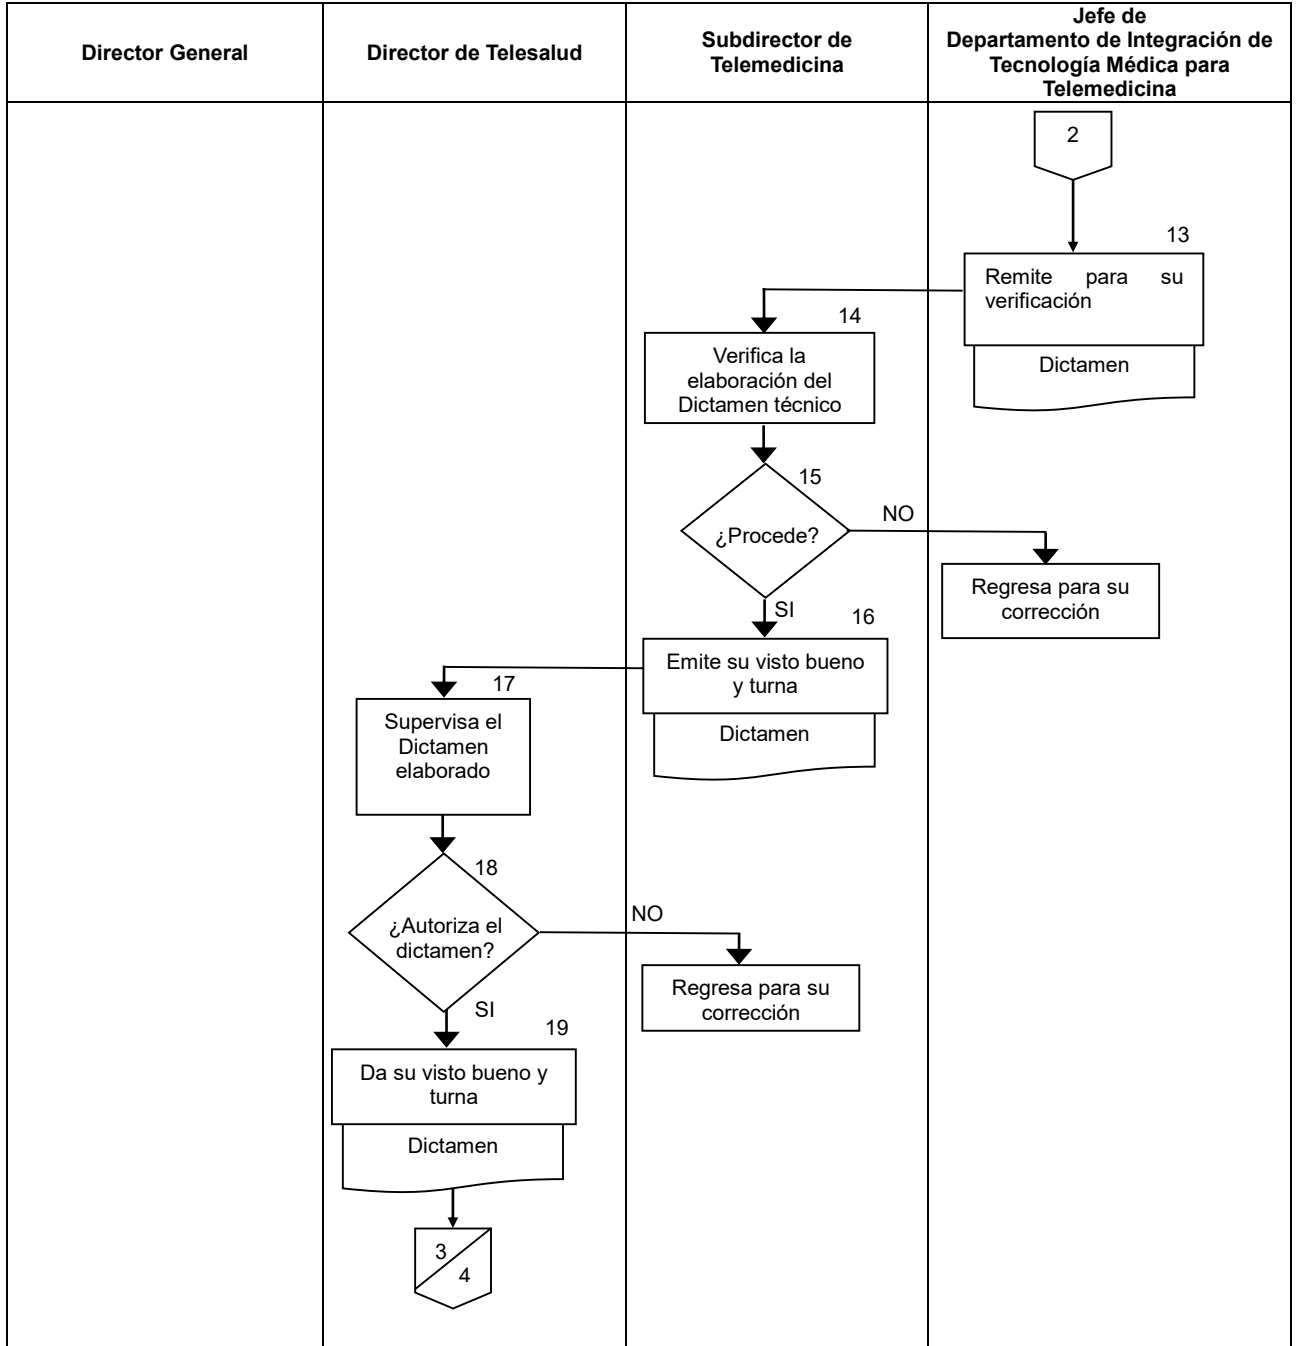 Director General
Director de Telesalud
Subdirector de
Telemedicina
Jefe de
Departamento de Integración de
Tecnología Médica para
Telemedicina
2
13
Remite para su
verificación
Dictamen
14
Verifica la
elaboración del
Dictamen técnico
15
¿Procede?
NO
Regresa para su
corrección
SI
16
Emite su visto bueno
y turna
Dictamen
17
Supervisa el
Dictamen
elaborado
18
¿Autoriza el
dictamen?
NO
Regresa para su
corrección
SI
19
Da su visto bueno y
turna
Dictamen
3
4